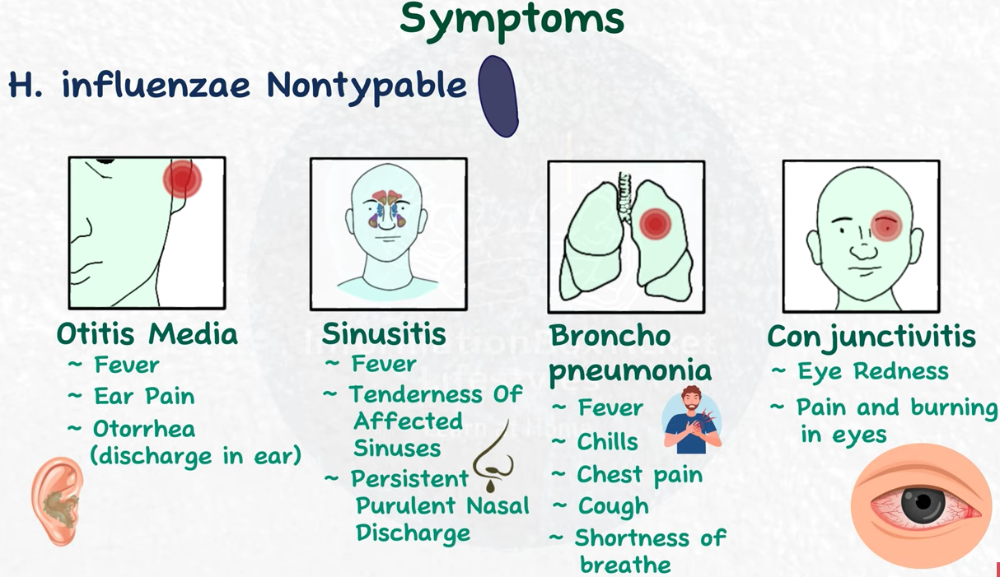 Symptoms
H. influenzae Nontypable
Otitis Media
~ Fever
~ Ear Pain
~ Otorrhea
(discharge in ear)
Sinusitis
~ Fever
~ Tenderness Of
Affected
Sinuses
~ Persistent
Purulent Nasal
Discharge
Broncho
pneumonia
~ Fever
~ Chills
~ Chest pain
~ Cough
~ Shortness of
breathe
Conjunctivitis
~ Eye Redness
~ Pain and burning
in eyes